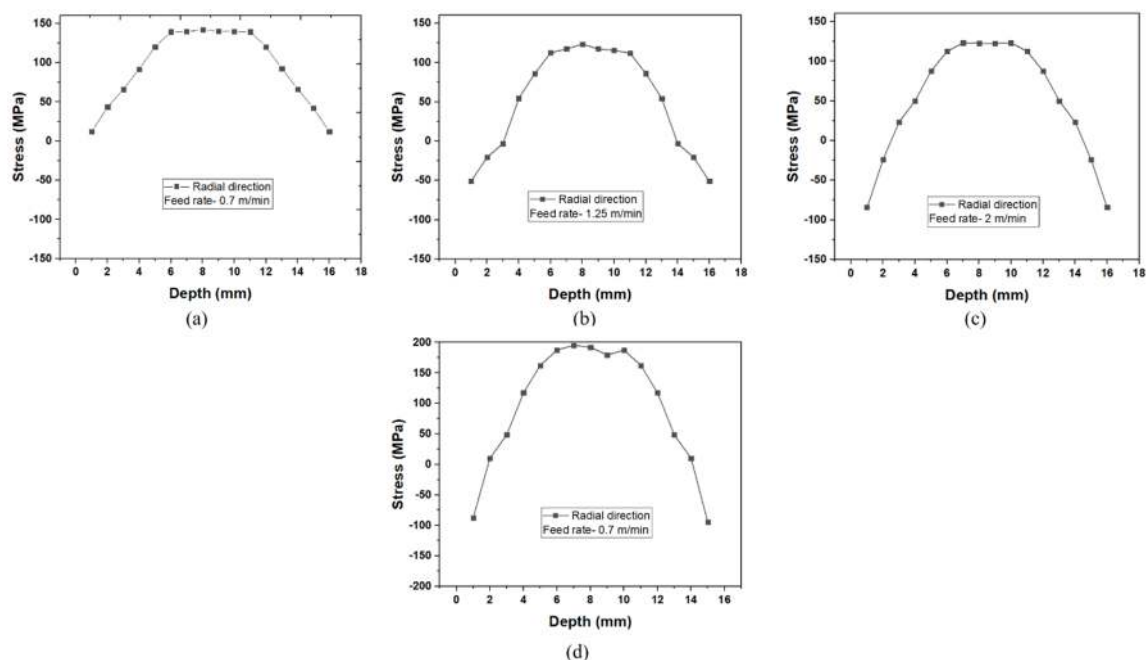 150
100
50
0
-50
-100
-150
Stress (MPa)
Radial direction
Feed rate- 0.7 m/min
0 2 4 6 8 10 12 14 16 18
Depth (mm)
(a)
150
100
50
0
-50
-100
-150
Stress (MPa)
Radial direction
Feed rate- 1.25 m/min
0 2 4 6 8 10 12 14 16 18
Depth (mm)
(b)
150
100
50
0
-50
-100
-150
Stress (MPa)
Radial direction
Feed rate- 2 m/min
0 2 4 6 8 10 12 14 16 18
Depth (mm)
(c)
200
150
100
50
0
-50
-100
-150
-200
Stress (MPa)
Radial direction
Feed rate- 0.7 m/min
0 2 4 6 8 10 12 14 16
Depth (mm)
(d)